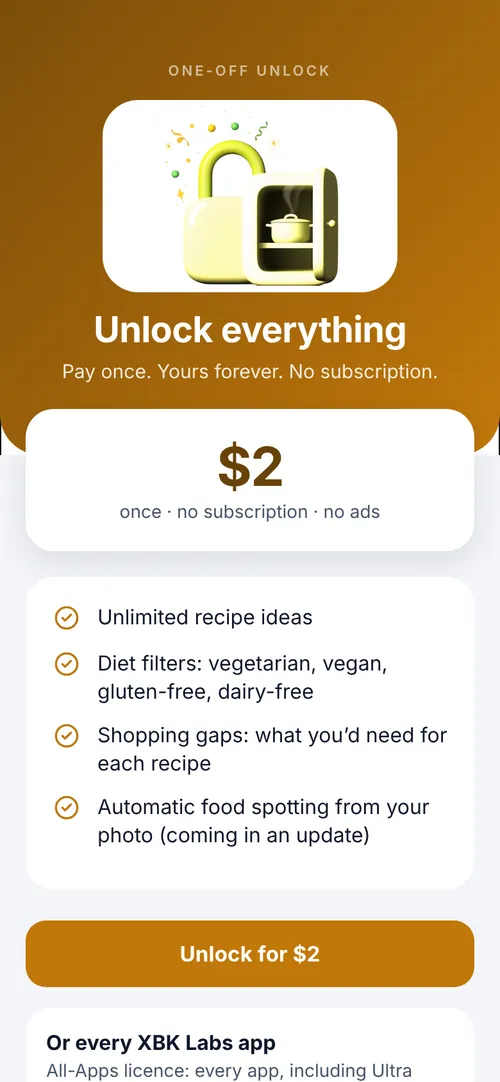 ONE-OFF UNLOCK
Unlock everything
Pay once. Yours forever. No subscription.
$2
once · no subscription · no ads
Unlimited recipe ideas
Diet filters: vegetarian, vegan,
gluten-free, dairy-free
Shopping gaps: what you’d need for
each recipe
Automatic food spotting from your
photo (coming in an update)
Unlock for $2
Or every XBK Labs app
All-Apps licence: every app, including Ultra